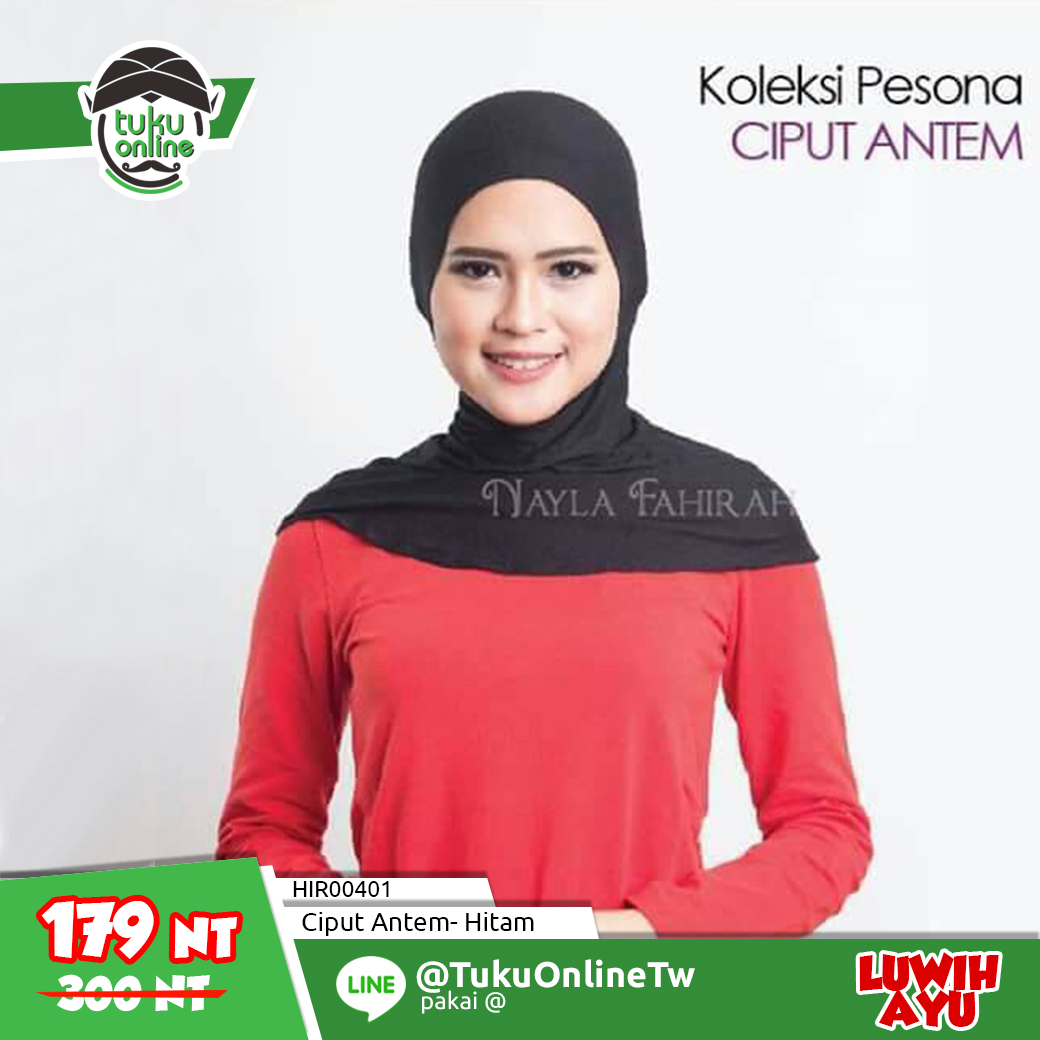 tuku
online
Koleksi Pesona
CIPUT ANTEM
NAYLA FAHIRAH
HIR00401
179 NT
Ciput Antem- Hitam
300 NT
LINE
@TukuOnlineTw
pakai @
LUWIH
AYU